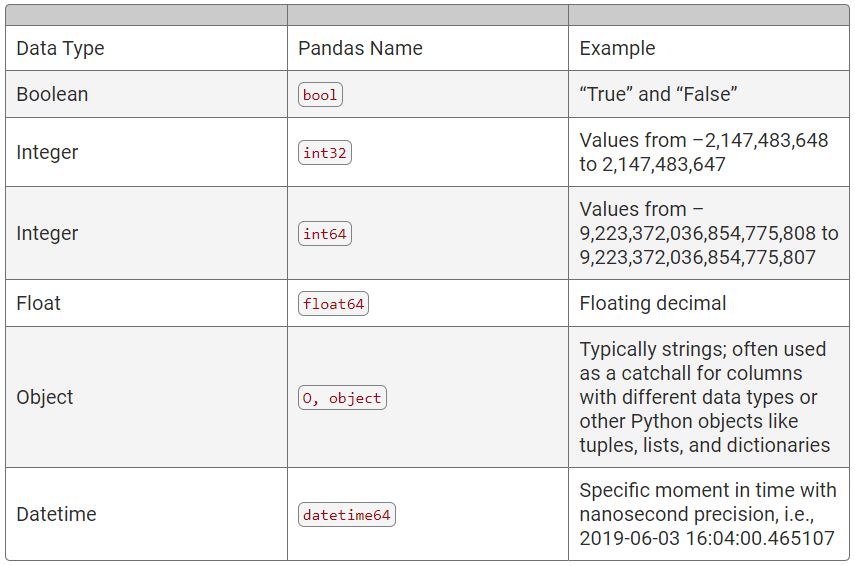 Data Type Pandas Name Example
Boolean bool “True” and “False”
Integer int32 Values from –2,147,483,648
to 2,147,483,647
Integer int64 Values from –
9,223,372,036,854,775,808 to
9,223,372,036,854,775,807
Float float64 Floating decimal
Object O, object Typically strings; often used
as a catchall for columns
with different data types or
other Python objects like
tuples, lists, and dictionaries
Datetime datetime64 Specific moment in time with
nanosecond precision, i.e.,
2019-06-03 16:04:00.465107